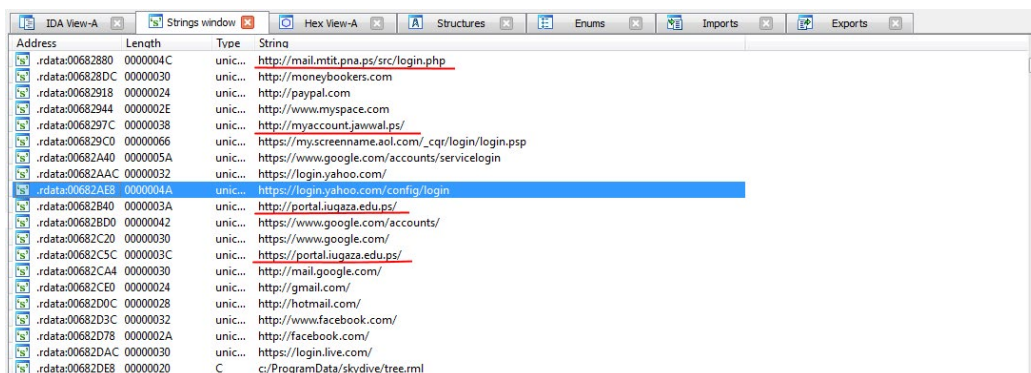 IDA View-A Strings window Hex View-A Structures Enums Imports Exports
Address Length Type String
.rdata:00682880 0000004C unic... http://mail.mtit.pna.ps/src/login.php
.rdata:006828DC 00000030 unic... http://moneybookers.com
.rdata:00682918 00000024 unic... http://paypal.com
.rdata:00682944 0000002E unic... http://www.myspace.com
.rdata:0068297C 00000038 unic... http://myaccount.jawwal.ps/
.rdata:006829C0 00000066 unic... https://my.screenname.aol.com/_cqr/login/login.psp
.rdata:00682A40 0000005A unic... https://www.google.com/accounts/servicelogin
.rdata:00682AAC 00000032 unic... https://login.yahoo.com/
.rdata:00682AE8 0000004A unic... https://login.yahoo.com/config/login
.rdata:00682B40 0000003A unic... http://portal.iugaza.edu.ps/
.rdata:00682BD0 00000042 unic... https://www.google.com/accounts/
.rdata:00682C20 00000030 unic... https://www.google.com/
.rdata:00682C5C 0000003C unic... https://portal.iugaza.edu.ps/
.rdata:00682CA4 00000030 unic... http://mail.google.com/
.rdata:00682CE0 00000024 unic... http://gmail.com/
.rdata:00682D0C 00000028 unic... http://hotmail.com/
.rdata:00682D3C 00000032 unic... http://www.facebook.com/
.rdata:00682D78 0000002A unic... http://facebook.com/
.rdata:00682DAC 00000030 unic... https://login.live.com/
.rdata:00682DE8 00000020 C c:/ProgramData/skydive/tree.rml